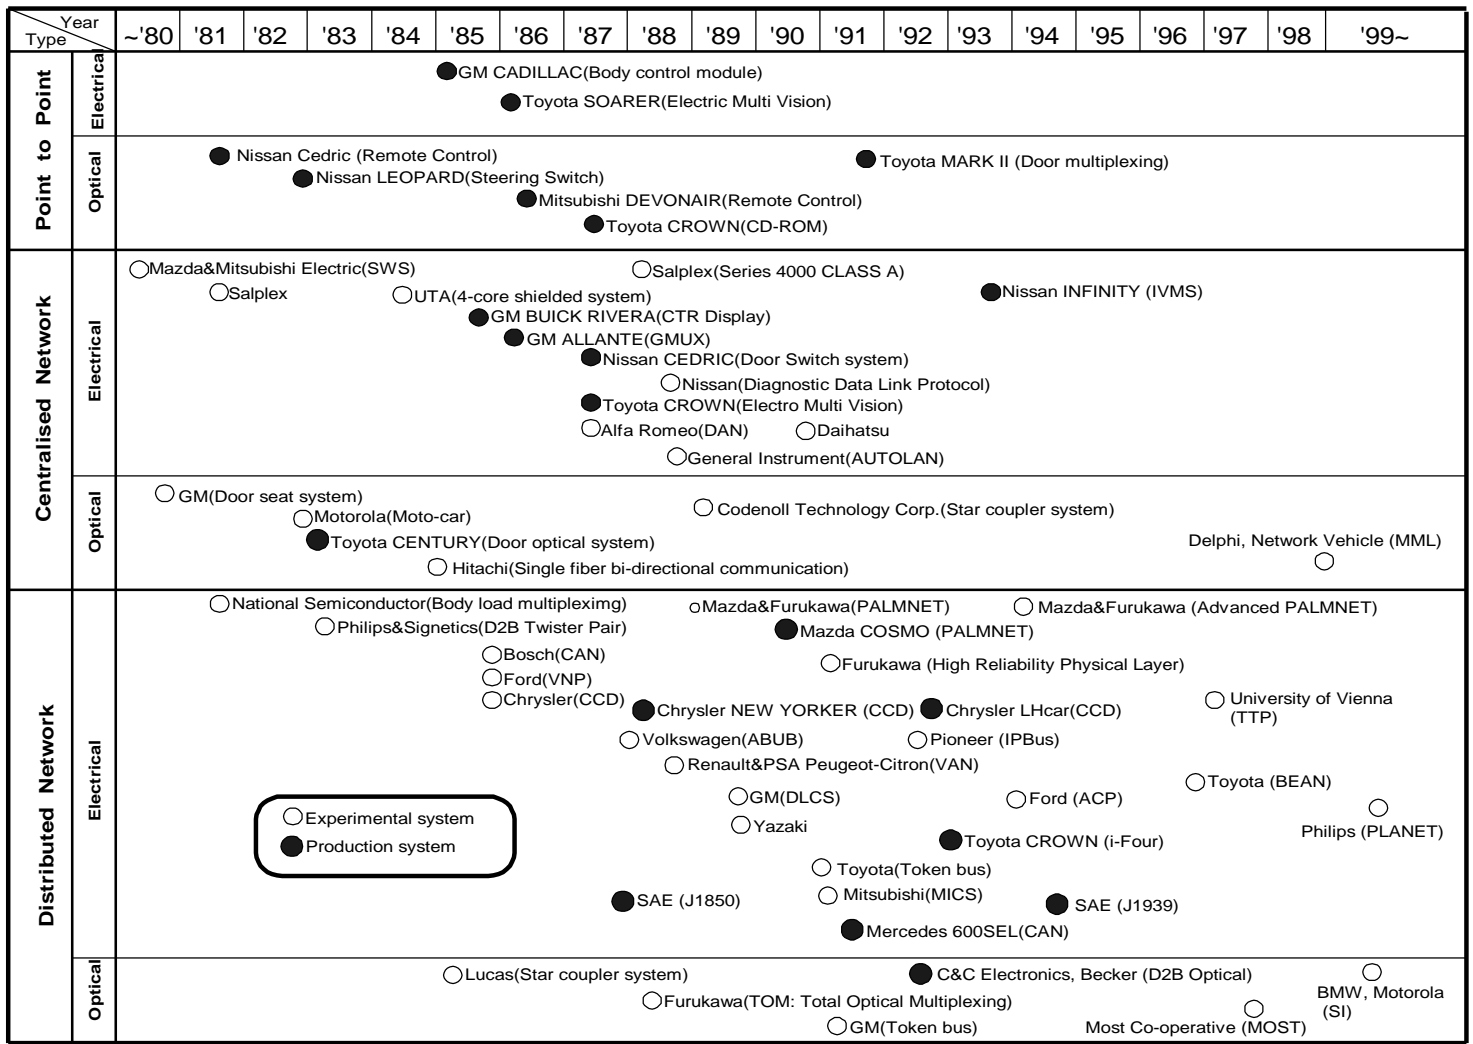 Year
Type
~'80 '81 '82 '83 '84 '85 '86 '87 '88 '89 '90 '91 '92 '93 '94 '95 '96 '97 '98 '99~
Point to Point
Electrical
GM CADILLAC(Body control module)
Toyota SOARER(Electric Multi Vision)
Optical
Nissan Cedric (Remote Control)
Toyota MARK II (Door multiplexing)
Nissan LEOPARD(Steering Switch)
Mitsubishi DEVONAIR(Remote Control)
Toyota CROWN(CD-ROM)
Centralised Network
Electrical
Mazda&Mitsubishi Electric(SWS)
Salplex(Series 4000 CLASS A)
Salplex
UTA(4-core shielded system)
Nissan INFINITY (IVMS)
GM BUICK RIVERA(CTR Display)
GM ALLANTE(GMUX)
Nissan CEDRIC(Door Switch system)
Nissan(Diagnostic Data Link Protocol)
Toyota CROWN(Electro Multi Vision)
Alfa Romeo(DAN)
Daihatsu
General Instrument(AUTOLAN)
Optical
GM(Door seat system)
Codenoll Technology Corp.(Star coupler system)
Motorola(Moto-car)
Toyota CENTURY(Door optical system)
Delphi, Network Vehicle (MML)
Hitachi(Single fiber bi-directional communication)
Distributed Network
Electrical
National Semiconductor(Body load multipleximg)
Mazda&Furukawa(PALMNET)
Mazda&Furukawa (Advanced PALMNET)
Philips&Signetics(D2B Twister Pair)
Mazda COSMO (PALMNET)
Bosch(CAN)
Furukawa (High Reliability Physical Layer)
Ford(VNP)
Chrysler(CCD)
University of Vienna
(TTP)
Chrysler NEW YORKER (CCD)
Chrysler LHcar(CCD)
Volkswagen(ABUB)
Pioneer (IPBus)
Renault&PSA Peugeot-Citron(VAN)
Toyota (BEAN)
GM(DLCS)
Ford (ACP)
Experimental system
Production system
Yazaki
Philips (PLANET)
Toyota CROWN (i-Four)
Toyota(Token bus)
Mitsubishi(MICS)
SAE (J1850)
SAE (J1939)
Mercedes 600SEL(CAN)
Optical
Lucas(Star coupler system)
C&C Electronics, Becker (D2B Optical)
BMW, Motorola
(SI)
Furukawa(TOM: Total Optical Multiplexing)
GM(Token bus)
Most Co-operative (MOST)